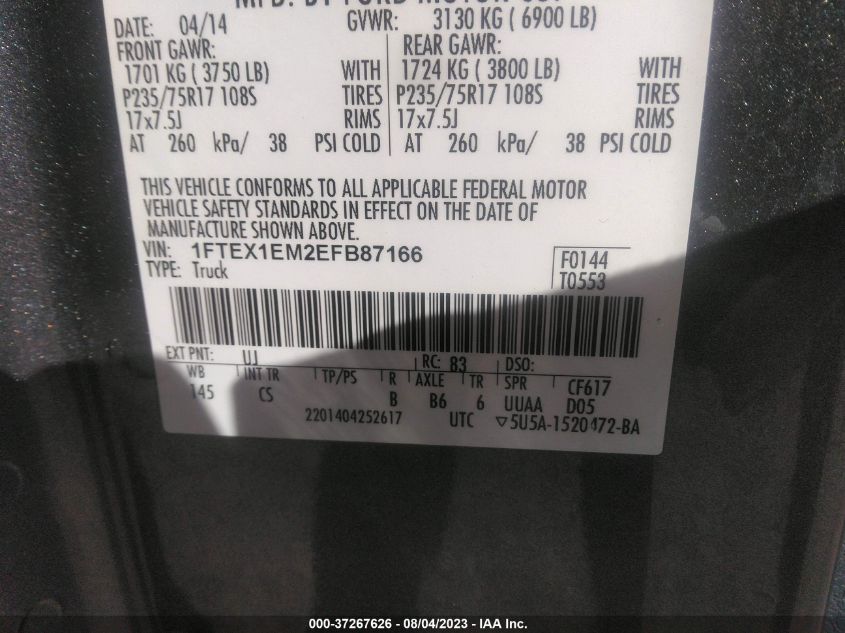 MFD. BY FORD MOTOR CO.
DATE: 04/14 GVWR: 3130 KG ( 6900 LB)
FRONT GAWR: REAR GAWR:
1701 KG ( 3750 LB) WITH 1724 KG ( 3800 LB) WITH
P235/75R17 108S TIRES P235/75R17 108S TIRES
17x7.5J RIMS 17x7.5J RIMS
AT 260 kPa/ 38 PSI COLD AT 260 kPa/ 38 PSI COLD
THIS VEHICLE CONFORMS TO ALL APPLICABLE FEDERAL MOTOR
VEHICLE SAFETY STANDARDS IN EFFECT ON THE DATE OF
MANUFACTURE SHOWN ABOVE.
VIN: 1FTEX1EM2EFB87166 F0144
TYPE: Truck T0553
EXT PNT: UJ RC: 83 DSO:
WB INT TR TP/PS R AXLE TR SPR CF617
145 CS B B6 6 UUAA D05
2201404252617 UTC ▽5U5A-1520472-BA
000-37267626 - 08/04/2023 - IAA Inc.